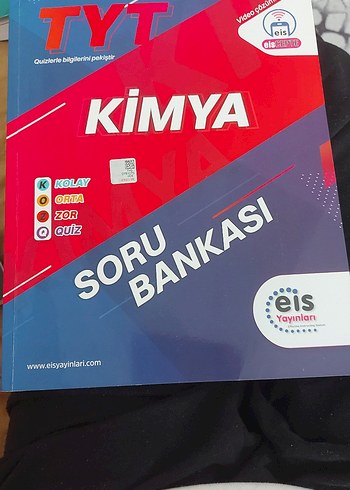 TYT
Quizlerle bilgilerini pekiştir
Video çözüm
eis
KİMYA
K KOLAY
O ORTA
Z ZOR
Q QUİZ
SORU
BANKASI
eis
Yayınları
www.eisyayinlari.com